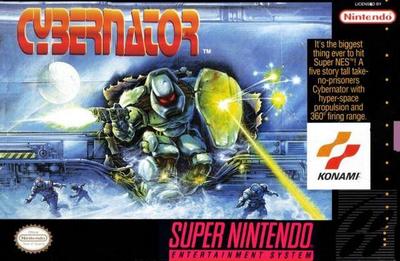 CYBERNATOR
TM
LICENSED BY
Nintendo
It's the biggest
thing ever to hit
Super NES™! A
five story tall take-
no-prisoners
Cybernator with
hyper-space
propulsion and
360° firing range.
KONAMI
Nintendo
SUPER NINTENDO
ENTERTAINMENT SYSTEM